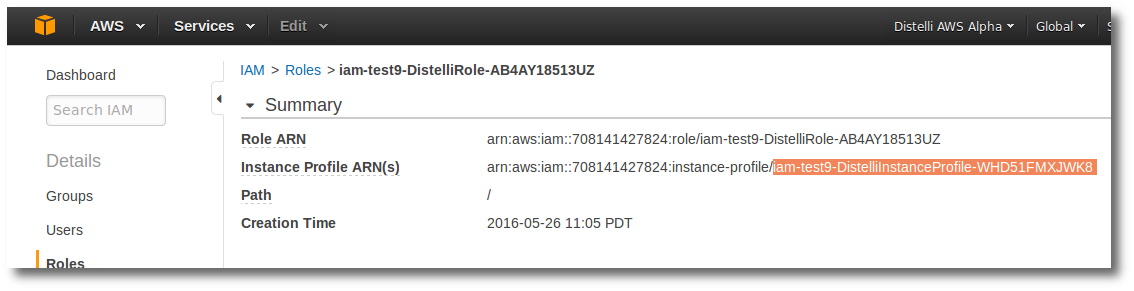 AWS Services Edit Distelli AWS Alpha Global
Dashboard
IAM > Roles > iam-test9-DistelliRole-AB4AY18513UZ
Search IAM
Summary
Role ARN arn:aws:iam::708141427824:role/iam-test9-DistelliRole-AB4AY18513UZ
Details
Instance Profile ARN(s) arn:aws:iam::708141427824:instance-profile/iam-test9-DistelliInstanceProfile-WHD51FMXJWK8
Groups
Path /
Users
Creation Time 2016-05-26 11:05 PDT
Roles